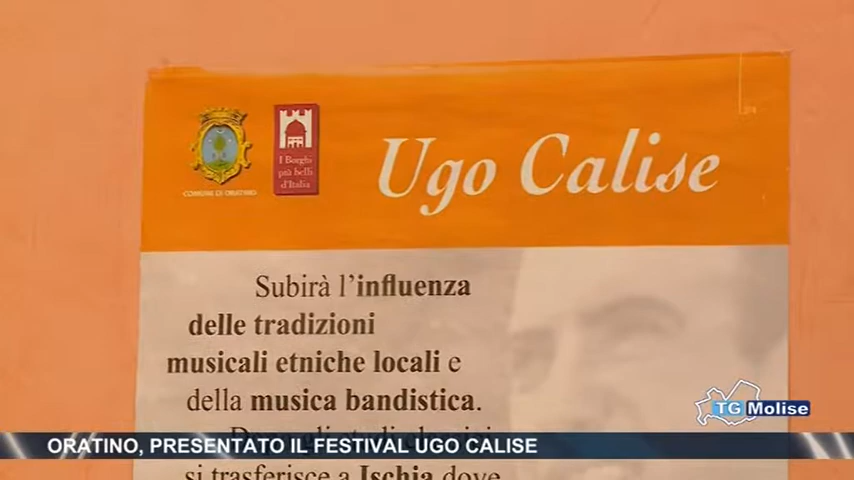 COMUNE DI ORATINO
I Borghi
più belli
d'Italia
Ugo Calise
Subirà l'influenza
delle tradizioni
musicali etniche locali e
della musica bandistica.
si trasferisce a Ischia dove
TG Molise
ORATINO, PRESENTATO IL FESTIVAL UGO CALISE